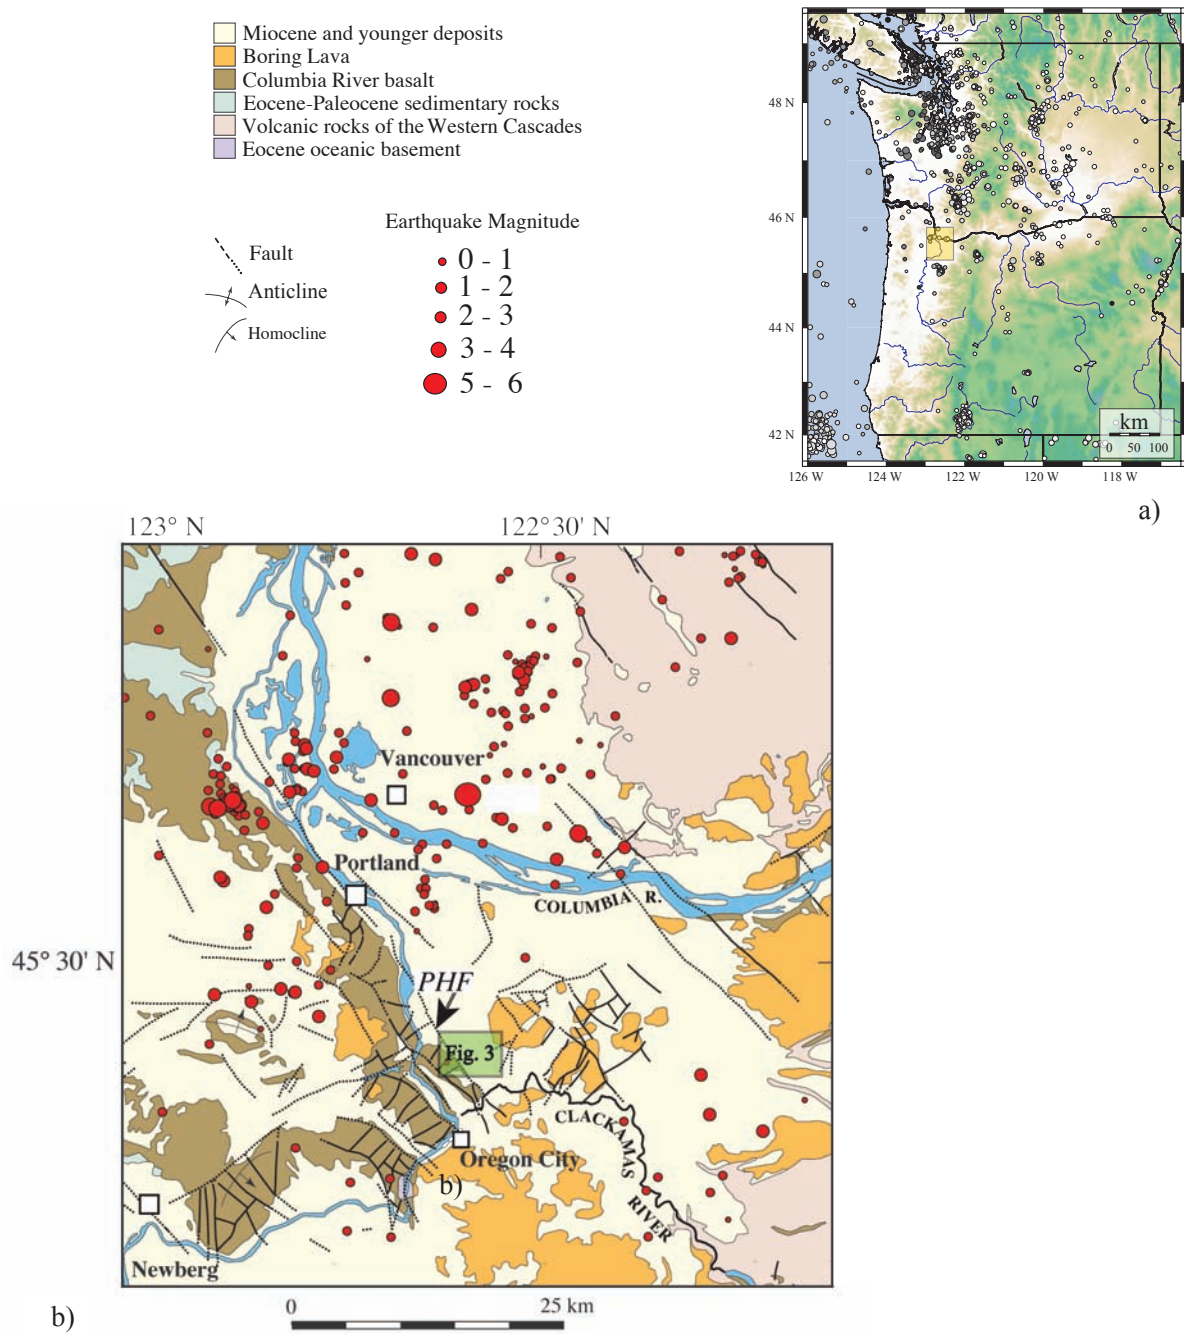 Miocene and younger deposits
Boring Lava
Columbia River basalt
Eocene-Paleocene sedimentary rocks
Volcanic rocks of the Western Cascades
Eocene oceanic basement
Earthquake Magnitude
Fault
Anticline
Homocline
0 - 1
1 - 2
2 - 3
3 - 4
5 - 6
48 N
46 N
44 N
42 N
km
0 50 100
126 W 124 W 122 W 120 W 118 W
a)
123° N 122° 30' N
Vancouver
Portland
COLUMBIA R.
45° 30' N
PHF
Fig. 3
CLACKAMAS
RIVER
Oregon City
b)
Newberg
0 25 km
b)